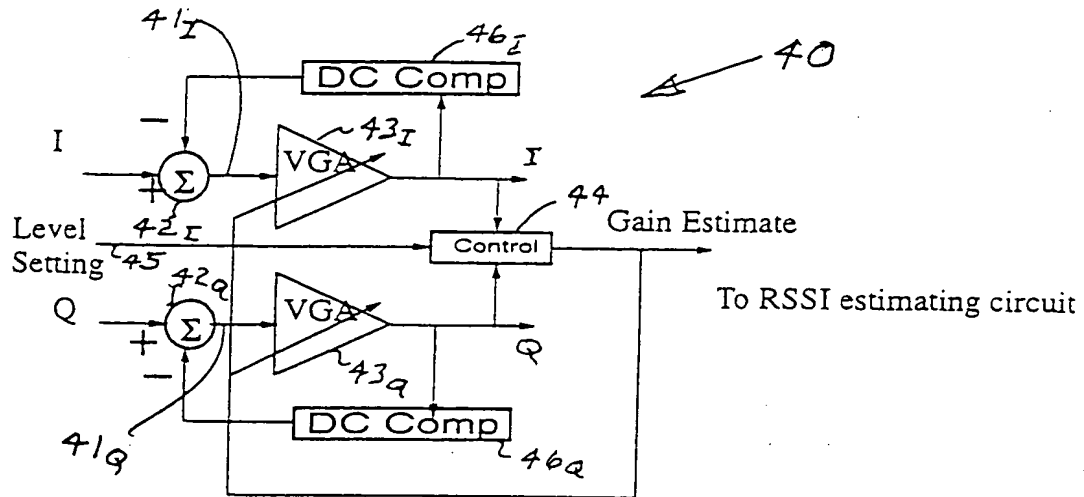 41I
46I
40
DC Comp
−
43I
I
VGA
I
+
Σ
44
42I
Gain Estimate
Level
Setting
Control
45
42Q
VGA
To RSSI estimating circuit
Q
Σ
+
Q
−
43Q
DC Comp
41Q
46Q